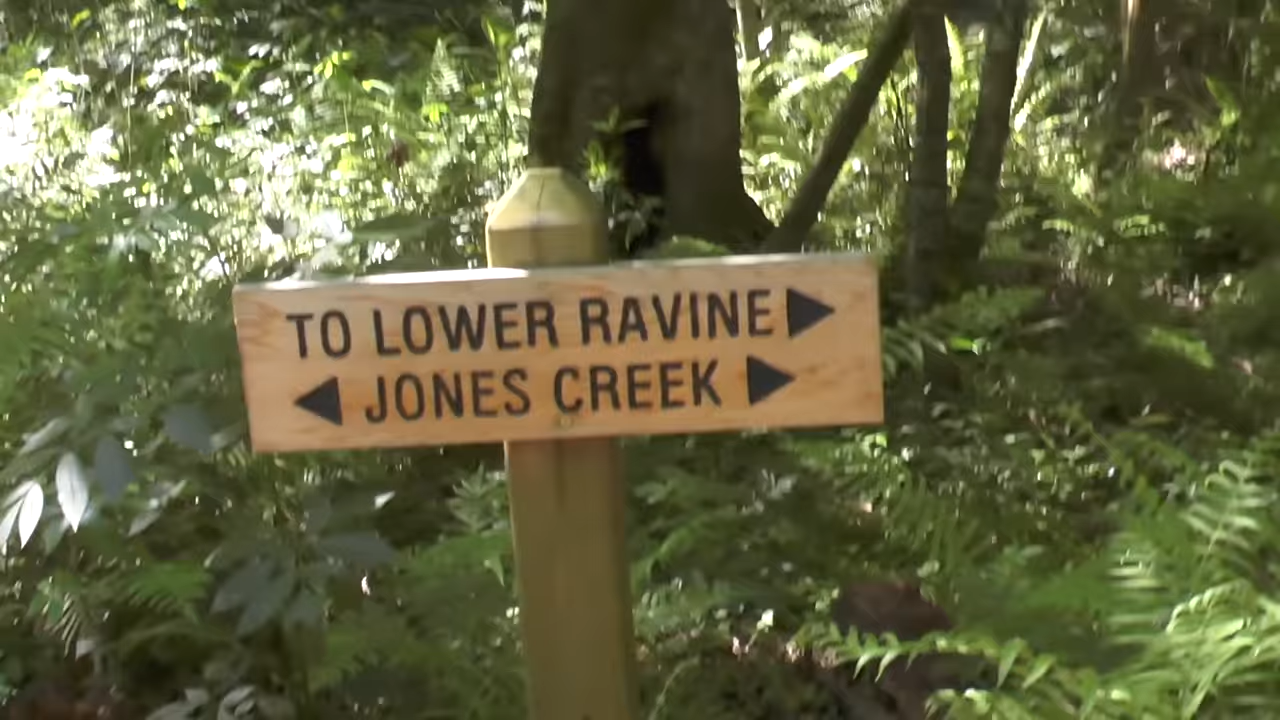 TO LOWER RAVINE ▶
◀ JONES CREEK ▶